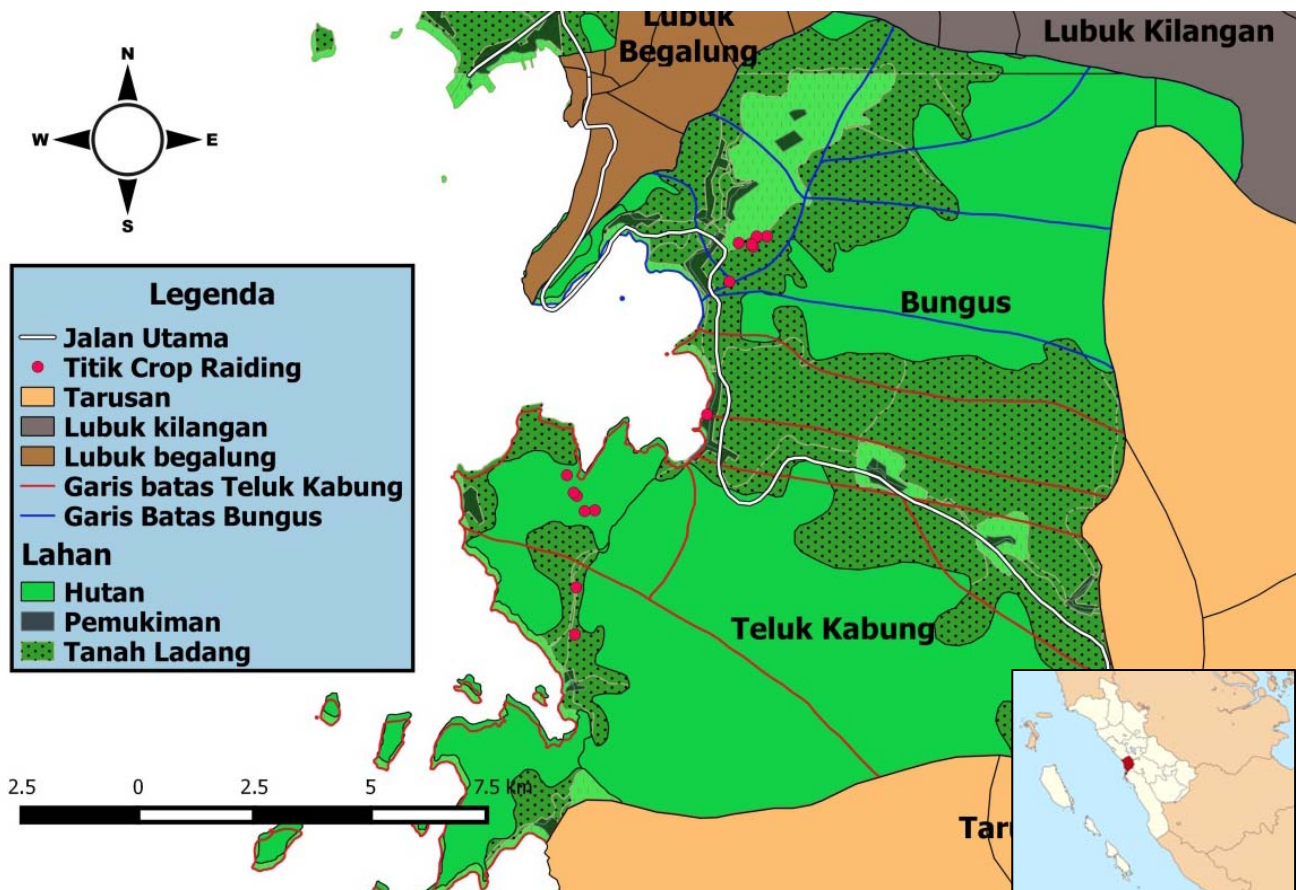 Lubuk
Begalung
Lubuk Kilangan
N
W
E
S
Legenda
Jalan Utama
Titik Crop Raiding
Tarusan
Lubuk kilangan
Lubuk begalung
Garis batas Teluk Kabung
Garis Batas Bungus
Lahan
Hutan
Pemukiman
Tanah Ladang
Bungus
Teluk Kabung
2.5 0 2.5 5 7.5 km
Taru